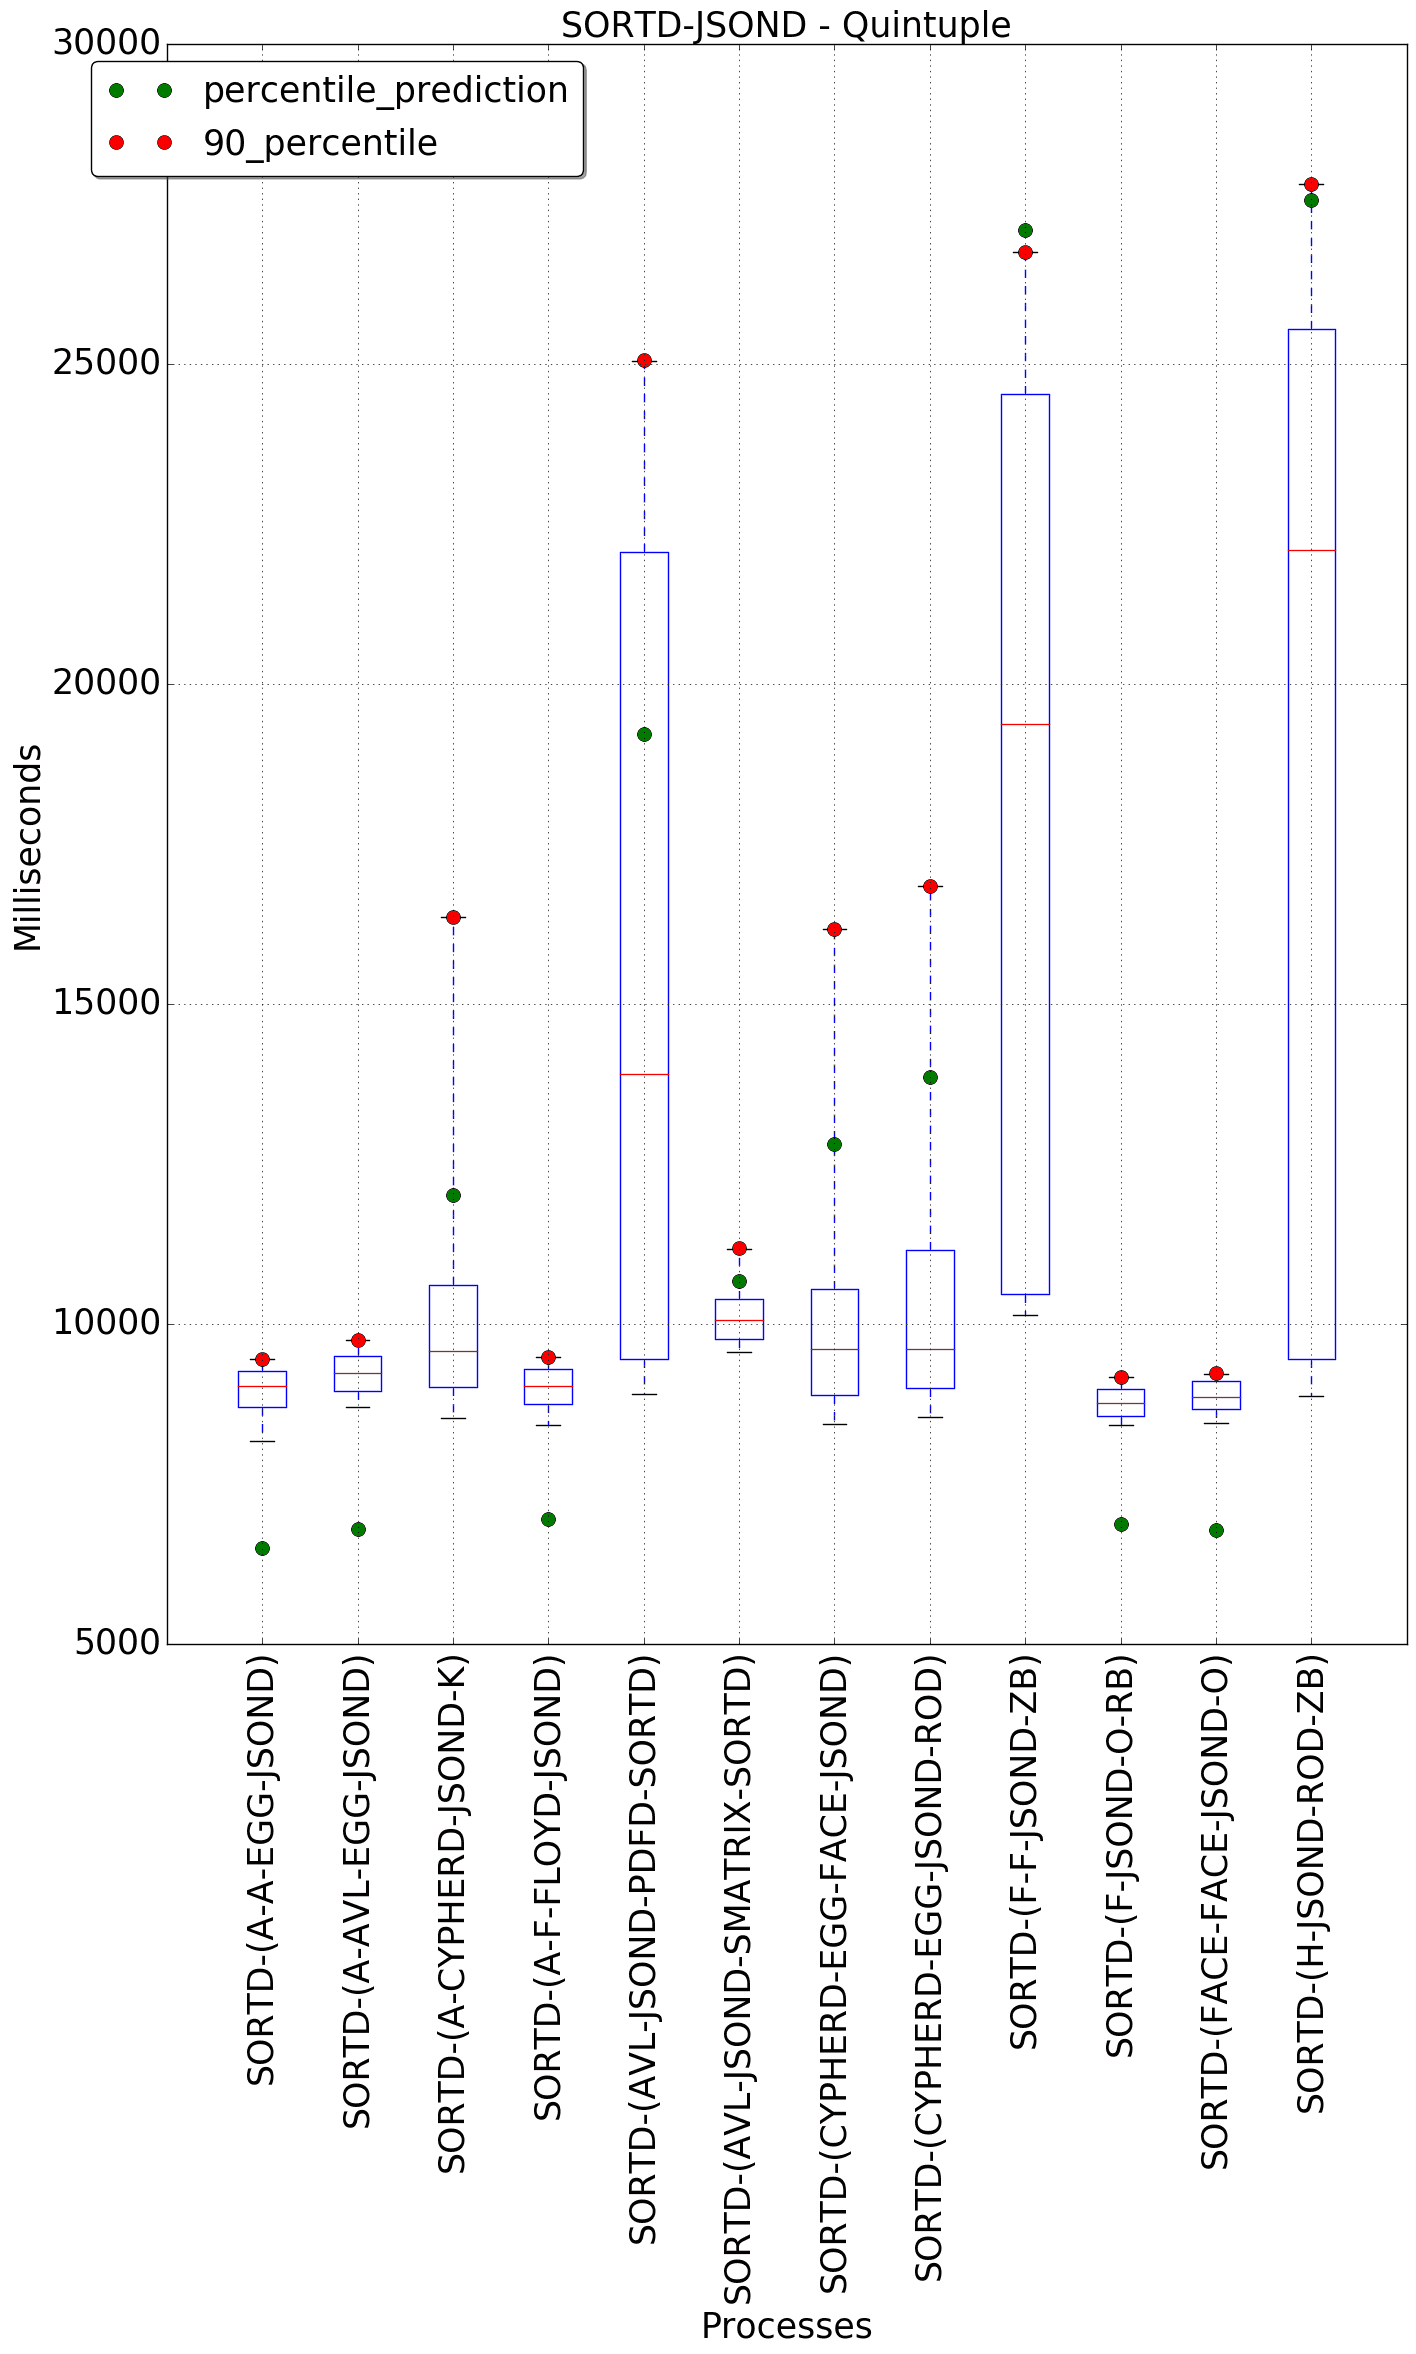 SORTD-JSOND - Quintuple
30000
percentile_prediction
90_percentile
25000
20000
15000
10000
5000
Milliseconds
SORTD-(A-A-EGG-JSOND)
SORTD-(A-AVL-EGG-JSOND)
SORTD-(A-CYPHERD-JSOND-K)
SORTD-(A-F-FLOYD-JSOND)
SORTD-(AVL-JSOND-PDFD-SORTD)
SORTD-(AVL-JSOND-SMATRIX-SORTD)
SORTD-(CYPHERD-EGG-FACE-JSOND)
SORTD-(CYPHERD-EGG-JSOND-ROD)
SORTD-(F-F-JSOND-ZB)
SORTD-(F-JSOND-O-RB)
SORTD-(FACE-FACE-JSOND-O)
SORTD-(H-JSOND-ROD-ZB)
Processes